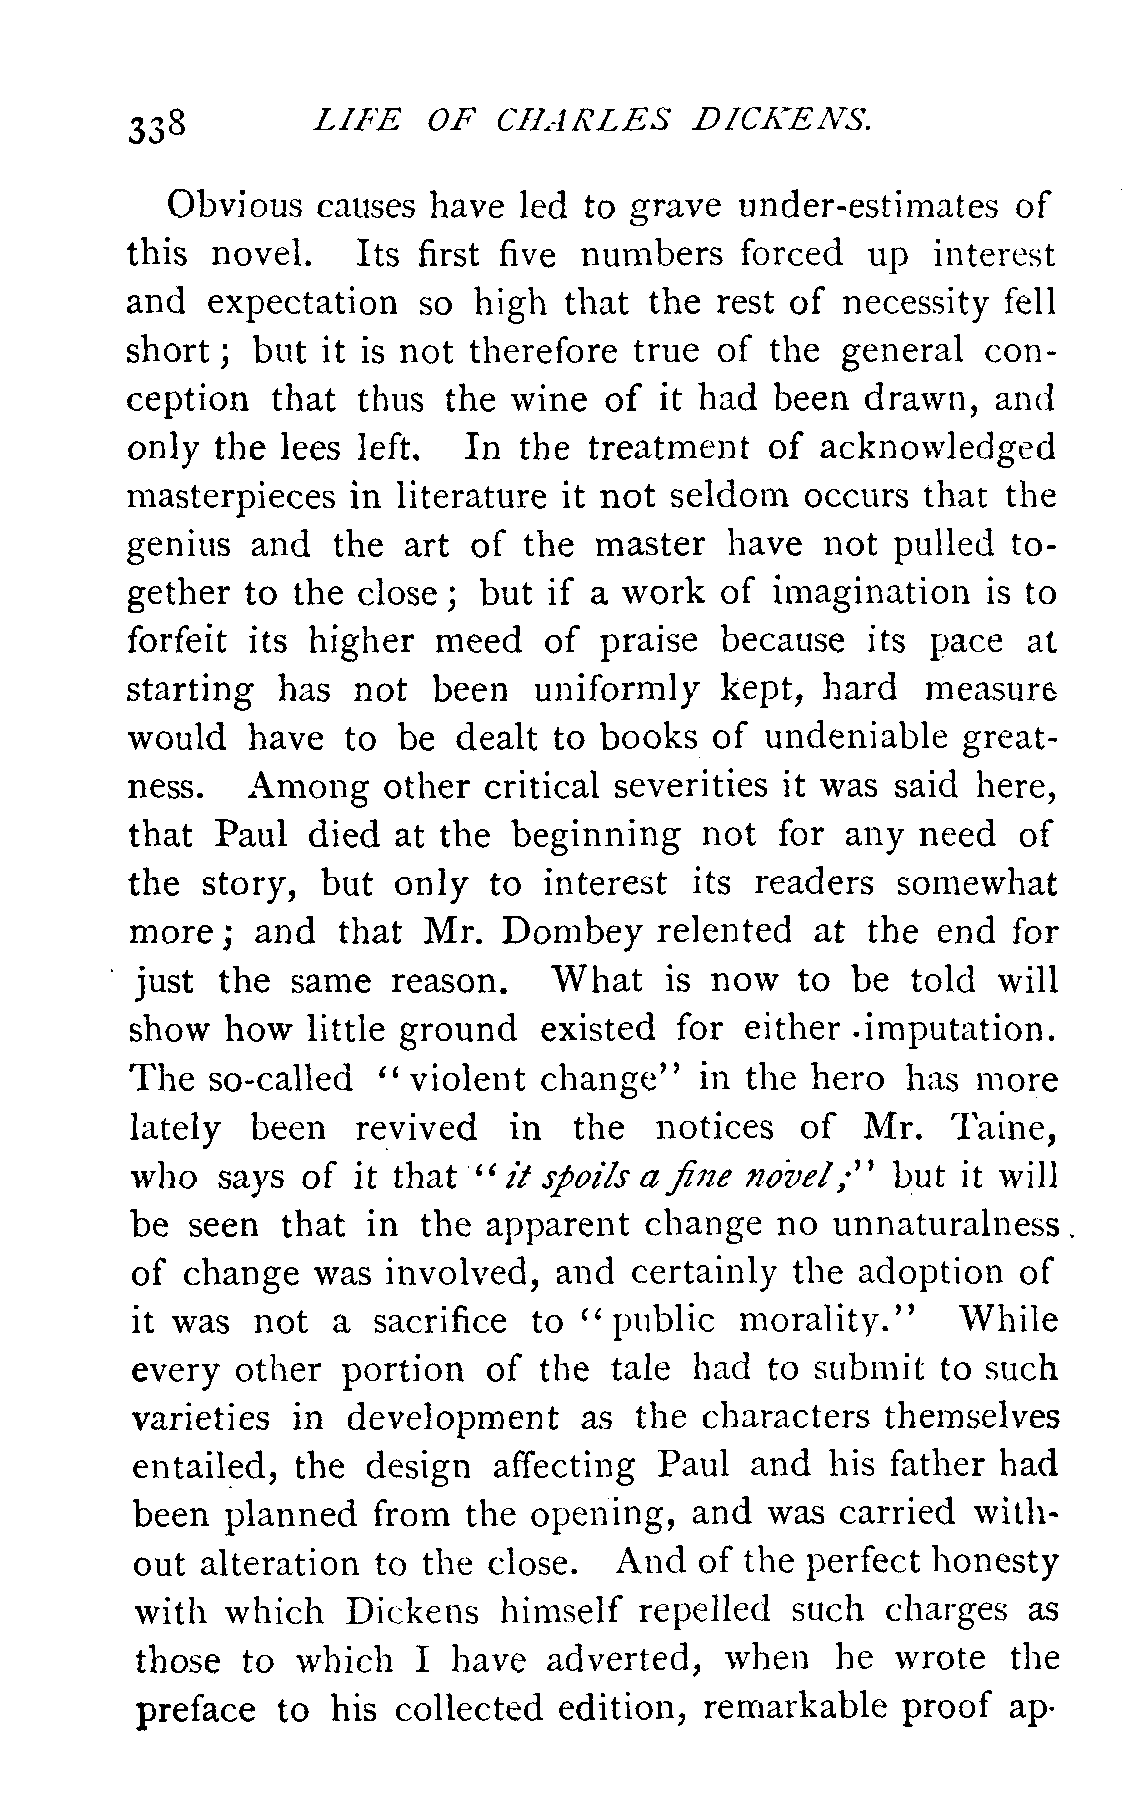 338 LIFE OF CHARLES DICKENS.
Obvious causes have led to grave under-estimates of
this novel. Its first five numbers forced up interest
and expectation so high that the rest of necessity fell
short ; but it is not therefore true of the general con-
ception that thus the wine of it had been drawn, and
only the lees left. In the treatment of acknowledged
masterpieces in literature it not seldom occurs that the
genius and the art of the master have not pulled to-
gether to the close ; but if a work of imagination is to
forfeit its higher meed of praise because its pace at
starting has not been uniformly kept, hard measure
would have to be dealt to books of undeniable great-
ness. Among other critical severities it was said here,
that Paul died at the beginning not for any need of
the story, but only to interest its readers somewhat
more ; and that Mr. Dombey relented at the end for
just the same reason. What is now to be told will
show how little ground existed for either imputation.
The so-called “ violent change” in the hero has more
lately been revived in the notices of Mr. Taine,
who says of it that “ it spoils a fine novel ;” but it will
be seen that in the apparent change no unnaturalness
of change was involved, and certainly the adoption of
it was not a sacrifice to “ public morality.” While
every other portion of the tale had to submit to such
varieties in development as the characters themselves
entailed, the design affecting Paul and his father had
been planned from the opening, and was carried with-
out alteration to the close. And of the perfect honesty
with which Dickens himself repelled such charges as
those to which I have adverted, when he wrote the
preface to his collected edition, remarkable proof ap-